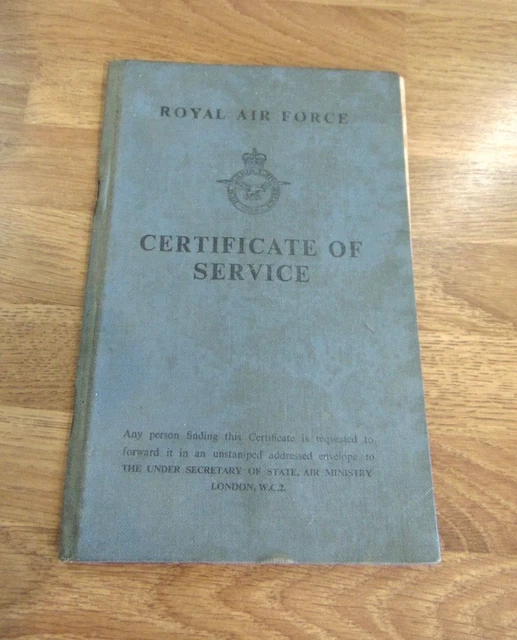 ROYAL AIR FORCE
CERTIFICATE OF
SERVICE
Any person finding this Certificate is requested to
forward it in an unstamped addressed envelope to
THE UNDER SECRETARY OF STATE, AIR MINISTRY
LONDON, W.C.2.